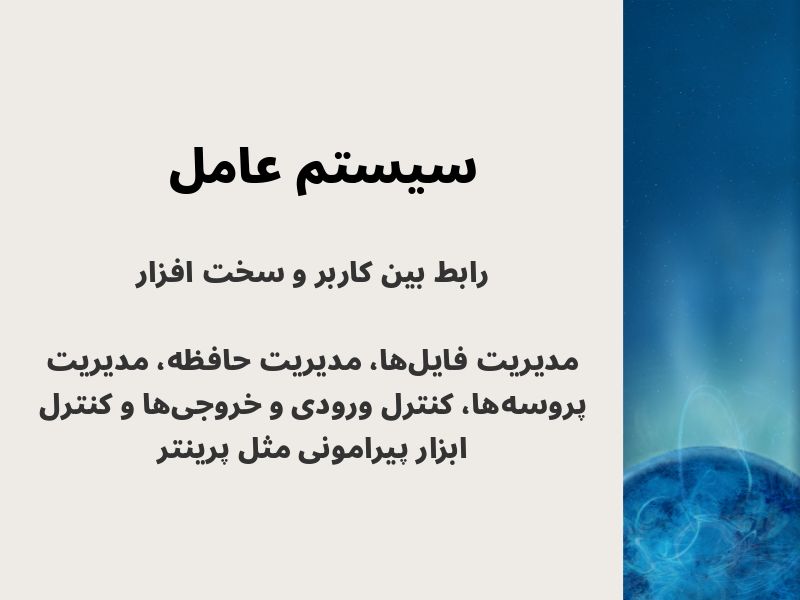 سیستم عامل
رابط بین کاربر و سخت افزار
مدیریت فایل‌ها، مدیریت حافظه، مدیریت
پروسه‌ها، کنترل ورودی و خروجی‌ها و کنترل
ابزار پیرامونی مثل پرینتر